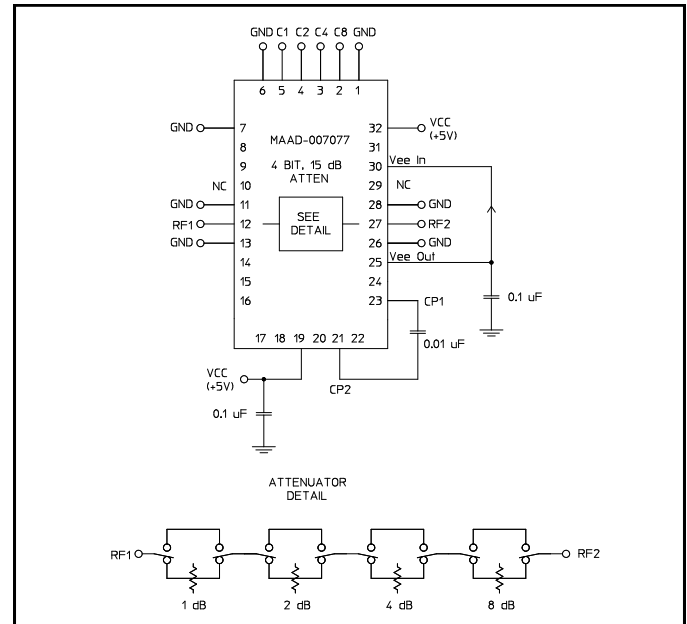 GND C1 C2 C4 C8 GND
6 5 4 3 2 1
GND 7
32 VCC
(+5V)
8
MAAD-007077
31
9
4 BIT, 15 dB
ATTEN
30 Vee In
NC 10
29 NC
GND 11
SEE
DETAIL
28 GND
RF1 12
27 RF2
GND 13
26 GND
14
25 Vee Out
15
24
16
23 CP1
0.1 uF
17 18 19 20 21 22
0.01 uF
VCC
(+5V)
CP2
0.1 uF
ATTENUATOR
DETAIL
RF1
RF2
1 dB 2 dB 4 dB 8 dB